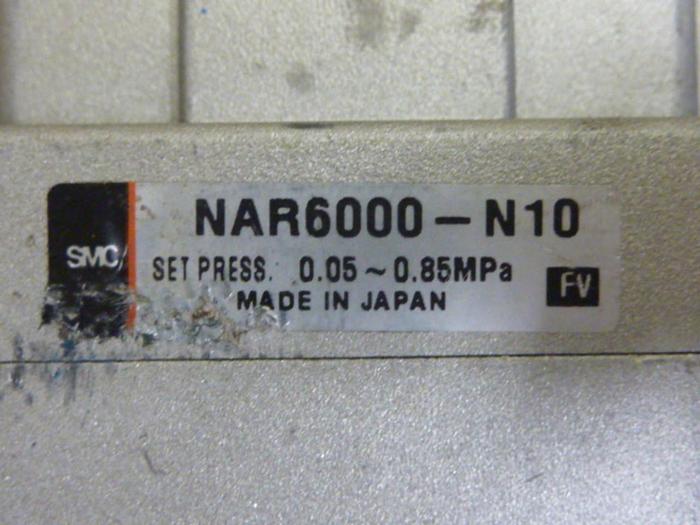 NAR6000-N10
SMC
SET PRESS. 0.05~0.85MPa
FV
MADE IN JAPAN